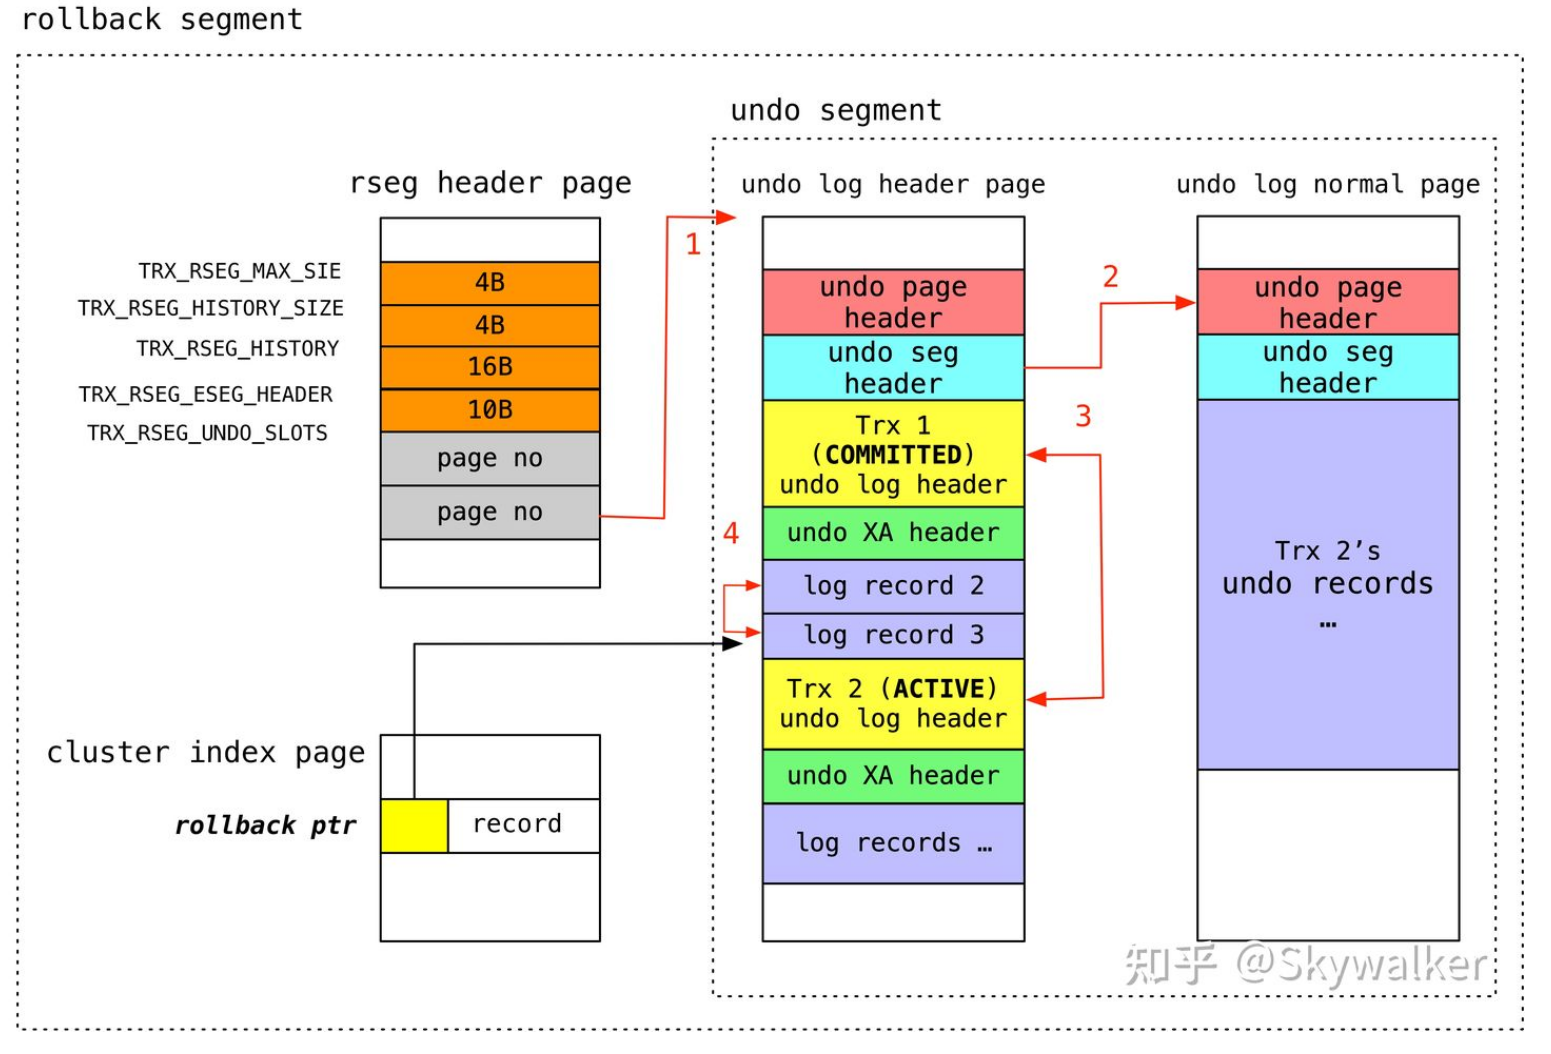 rollback segment
undo segment
rseg header page
undo log header page
undo log normal page
TRX_RSEG_MAX_SIE
TRX_RSEG_HISTORY_SIZE
TRX_RSEG_HISTORY
TRX_RSEG_ESEG_HEADER
TRX_RSEG_UNDO_SLOTS
4B
4B
16B
10B
page no
page no
1
undo page
header
undo seg
header
Trx 1
(COMMITTED)
undo log header
undo XA header
4
log record 2
log record 3
Trx 2 (ACTIVE)
undo log header
undo XA header
log records …
2
3
undo page
header
undo seg
header
Trx 2’s
undo records
…
cluster index page
rollback ptr
record
知乎 @Skywalker